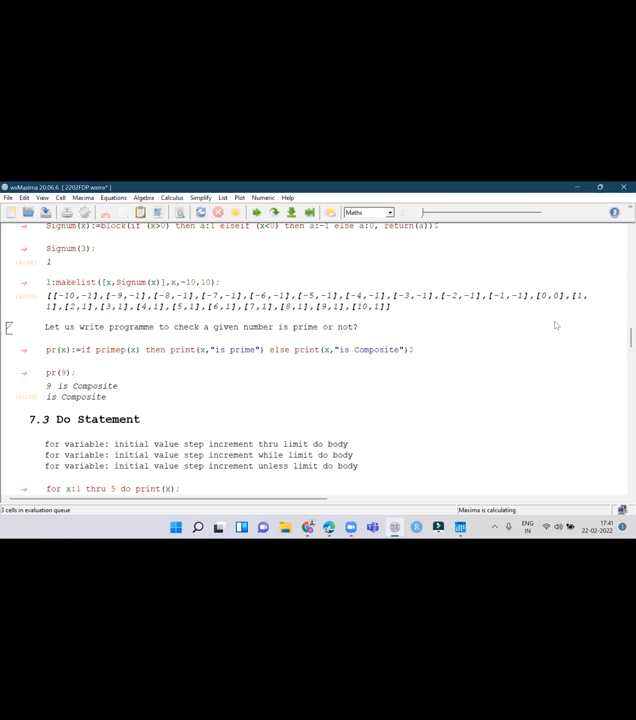 wxMaxima 20.06.6 [ 2202FDP.wxmx* ]
File Edit View Cell Maxima Equations Algebra Calculus Simplify List Plot Numeric Help
Maths
Signum(x):=block(if (x>0) then a:1 elseif (x<0) then a:-1 else a:0, return(a))$
Signum(3);
1
l:makelist([x,Signum(x)],x,-10,10);
[[-10,-1],[-9,-1],[-8,-1],[-7,-1],[-6,-1],[-5,-1],[-4,-1],[-3,-1],[-2,-1],[-1,-1],[0,0],[1,
1],[2,1],[3,1],[4,1],[5,1],[6,1],[7,1],[8,1],[9,1],[10,1]]
Let us write programme to check a given number is prime or not?
pr(x):=if primep(x) then print(x,"is prime") else print(x,"is Composite")$
pr(9);
9 is Composite
is Composite
7.3 Do Statement
for variable: initial value step increment thru limit do body
for variable: initial value step increment while limit do body
for variable: initial value step increment unless limit do body
for x:1 thru 5 do print(x);
3 cells in evaluation queue
Maxima is calculating
ENG
IN
17:41
22-02-2022